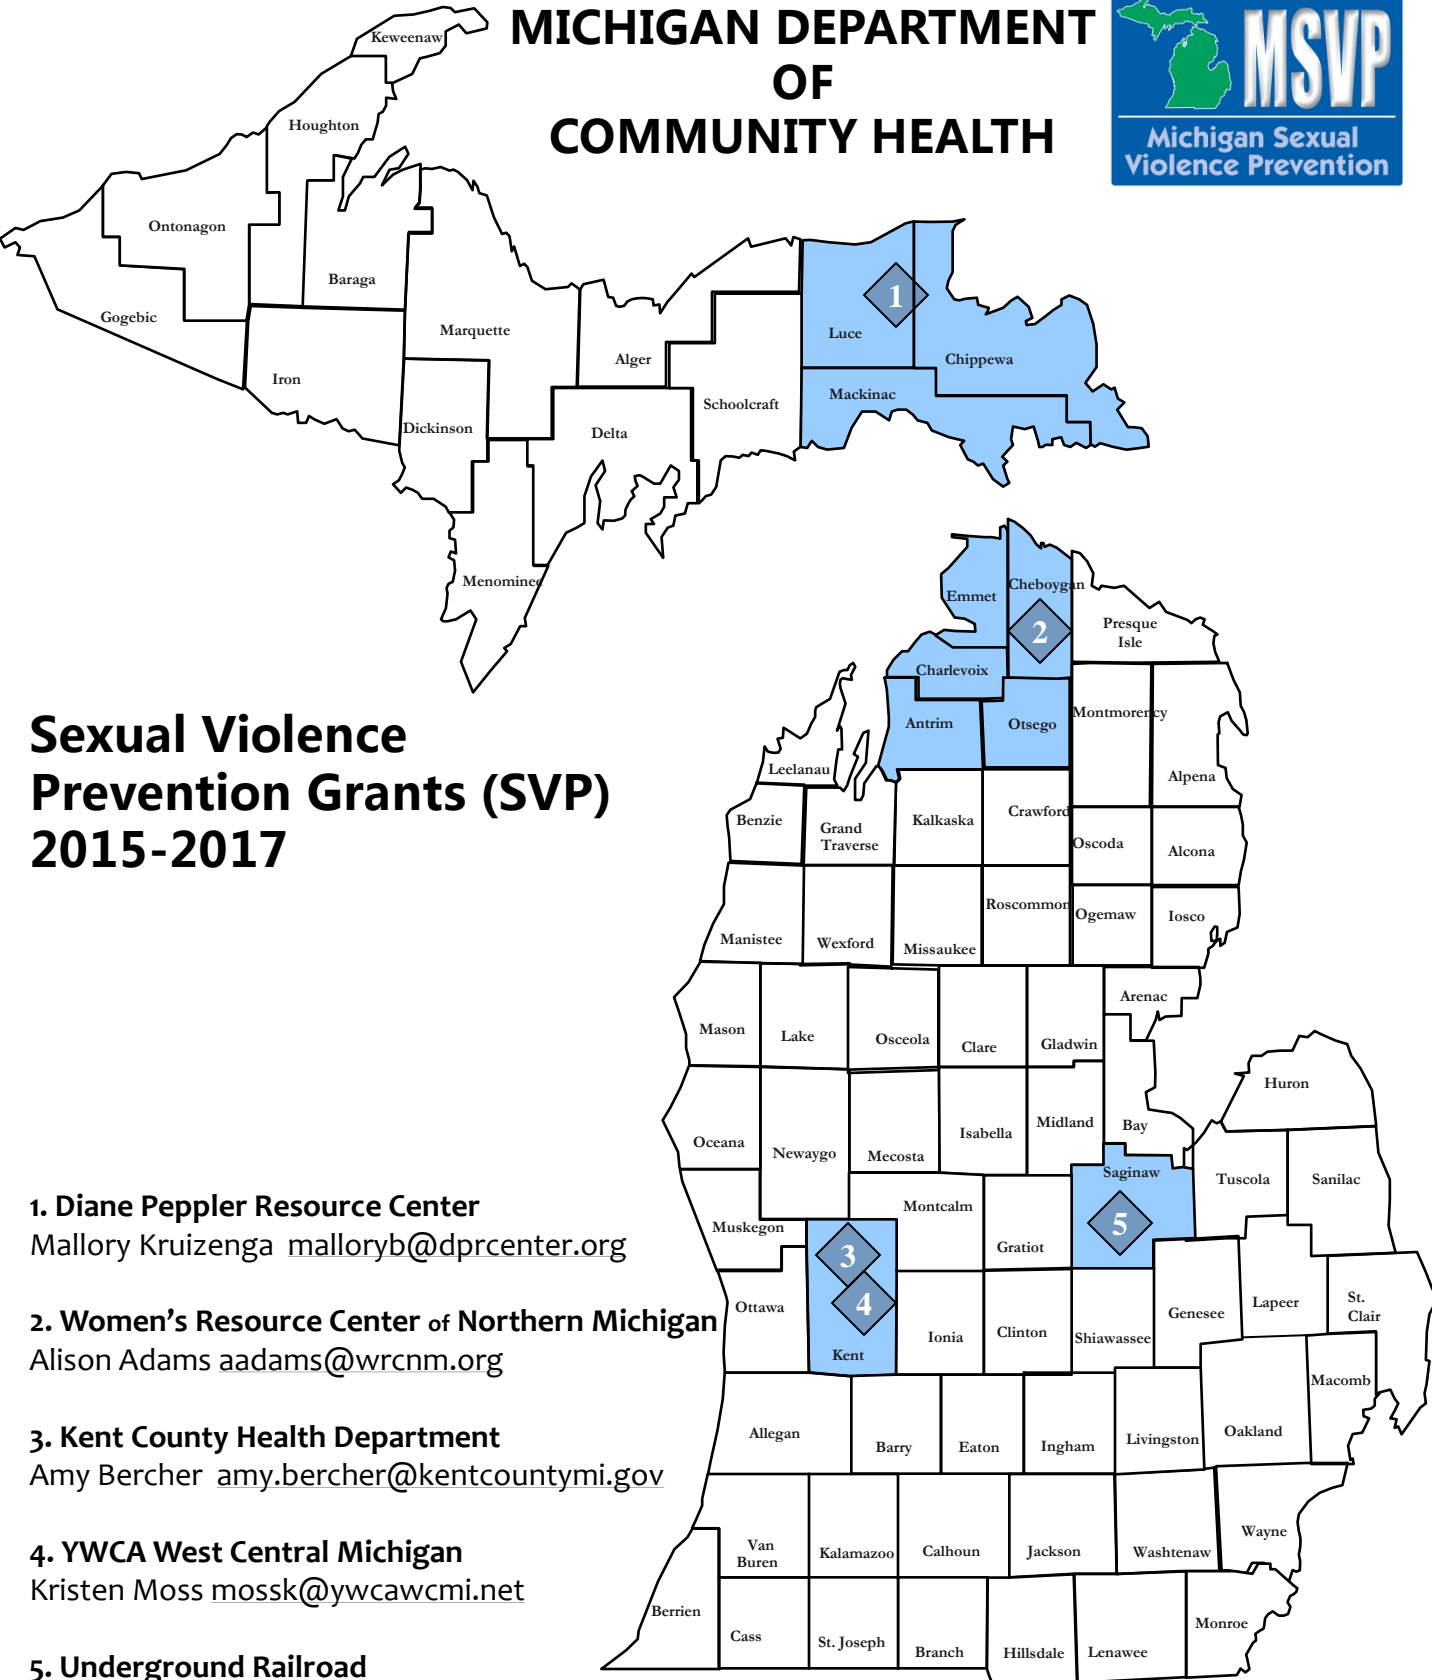 MICHIGAN DEPARTMENT
OF
COMMUNITY HEALTH
MSVP
Michigan Sexual
Violence Prevention
Keweenaw
Houghton
Ontonagon
Baraga
Gogebic
Marquette
Iron
Alger
Luce
1
Chippewa
Mackinac
Schoolcraft
Dickinson
Delta
Menominee
Sexual Violence
Prevention Grants (SVP)
2015-2017
Emmet
Cheboygan
2
Presque
Isle
Charlevoix
Antrim
Otsego
Montmorency
Alpena
Leelanau
Benzie
Grand
Traverse
Kalkaska
Crawford
Oscoda
Alcona
Manistee
Wexford
Missaukee
Roscommon
Ogemaw
Iosco
Arenac
Mason
Lake
Osceola
Clare
Gladwin
Huron
Oceana
Newaygo
Mecosta
Isabella
Midland
Bay
Saginaw
5
Tuscola
Sanilac
Muskegon
Montcalm
Gratiot
3
4
Kent
Ottawa
Ionia
Clinton
Shiawassee
Genesee
Lapeer
St.
Clair
Macomb
Allegan
Barry
Eaton
Ingham
Livingston
Oakland
Van
Buren
Kalamazoo
Calhoun
Jackson
Washtenaw
Wayne
Berrien
Cass
St. Joseph
Branch
Hillsdale
Lenawee
Monroe
1. Diane Peppler Resource Center
Mallory Kruizenga malloryb@dprcenter.org
2. Women’s Resource Center of Northern Michigan
Alison Adams aadams@wrcnm.org
3. Kent County Health Department
Amy Bercher amy.bercher@kentcountymi.gov
4. YWCA West Central Michigan
Kristen Moss mossk@ywcawcmi.net
5. Underground Railroad